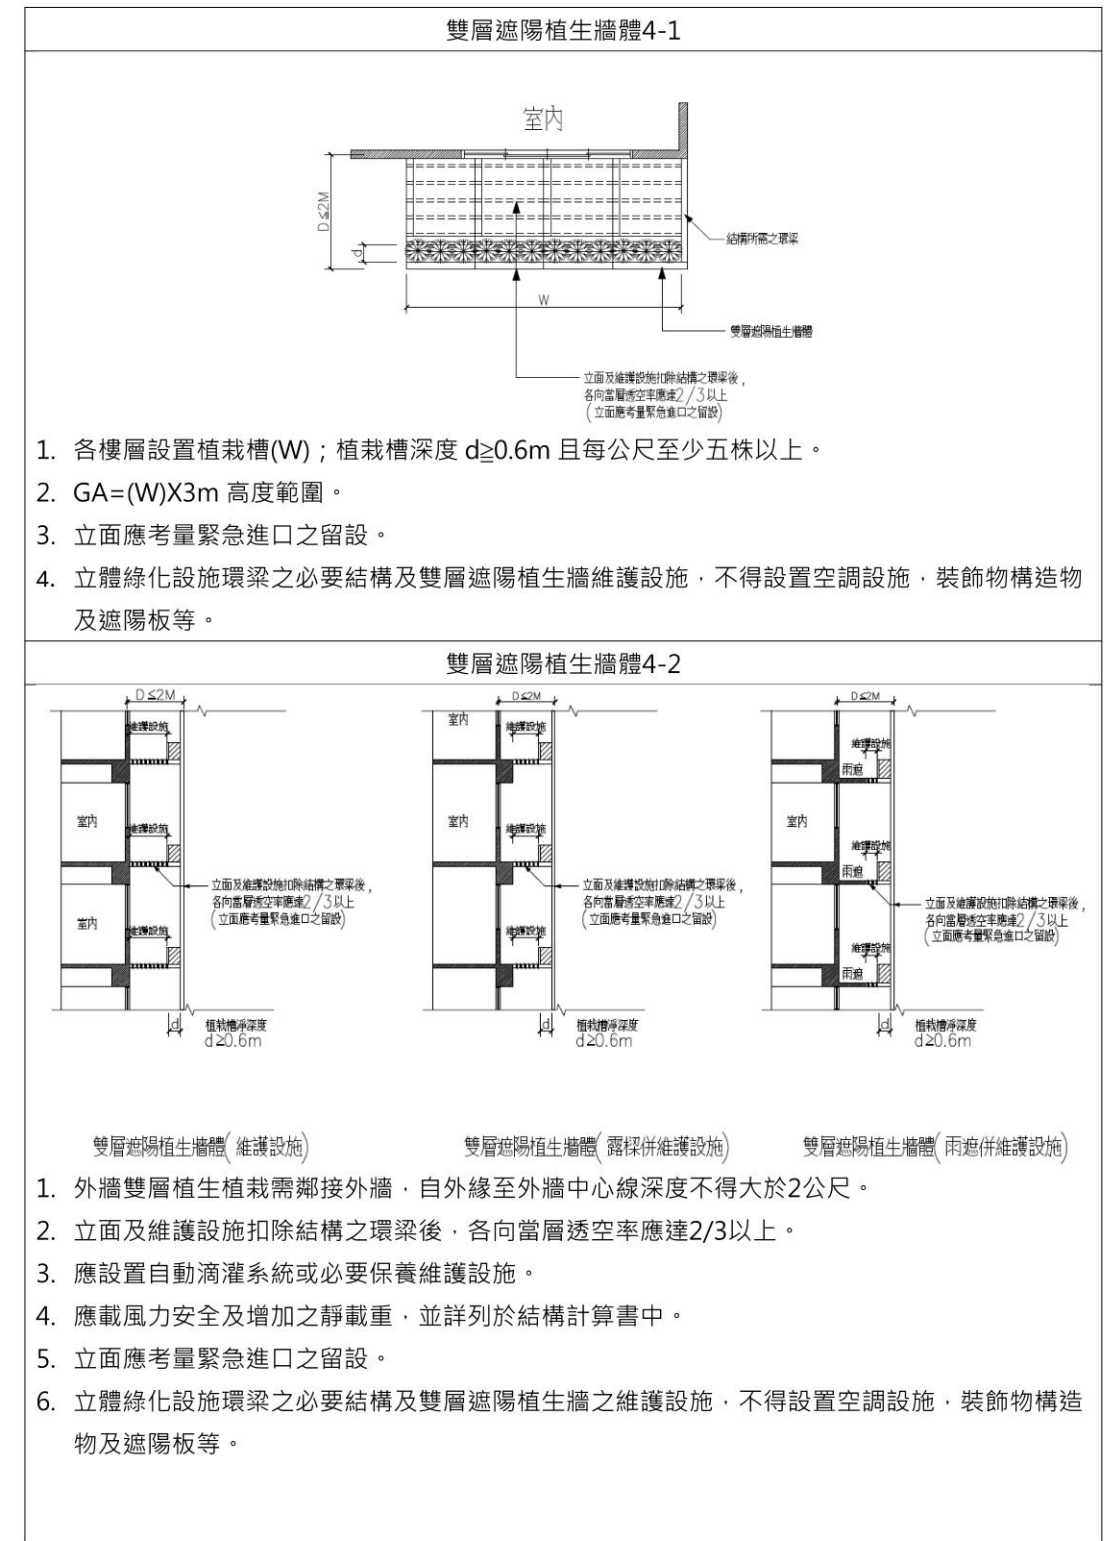 雙層遮陽植生牆體4-1
室內
D≤2M
d
結構所需之環梁
W
雙層遮陽植生牆體
立面及維護設施扣除結構之環梁後,
各向當層透空率應達2/3以上
(立面應考量緊急進口之留設)
1. 各樓層設置植栽槽(W)；植栽槽深度 d≥0.6m 且每公尺至少五株以上。
2. GA=(W)X3m 高度範圍。
3. 立面應考量緊急進口之留設。
4. 立體綠化設施環梁之必要結構及雙層遮陽植生牆維護設施，不得設置空調設施，裝飾物構造物
及遮陽板等。
雙層遮陽植生牆體4-2
D≤2M
維護設施
室內
維護設施
立面及維護設施扣除結構之環梁後,
各向當層透空率應達2/3以上
(立面應考量緊急進口之留設)
室內
維護設施
d
植栽槽淨深度
d≥0.6m
D≤2M
室內
維護設施
室內
維護設施
立面及維護設施扣除結構之環梁後,
各向當層透空率應達2/3以上
(立面應考量緊急進口之留設)
室內
維護設施
d
植栽槽淨深度
d≥0.6m
D≤2M
維護設施
雨遮
室內
維護設施
雨遮
立面及維護設施扣除結構之環梁後,
各向當層透空率應達2/3以上
(立面應考量緊急進口之留設)
維護設施
雨遮
d
植栽槽淨深度
d≥0.6m
雙層遮陽植生牆體(維護設施)
雙層遮陽植生牆體(露樑併維護設施)
雙層遮陽植生牆體(雨遮併維護設施)
1. 外牆雙層植生植栽需鄰接外牆，自外緣至外牆中心線深度不得大於2公尺。
2. 立面及維護設施扣除結構之環梁後，各向當層透空率應達2/3以上。
3. 應設置自動滴灌系統或必要保養維護設施。
4. 應載風力安全及增加之靜載重，並詳列於結構計算書中。
5. 立面應考量緊急進口之留設。
6. 立體綠化設施環梁之必要結構及雙層遮陽植生牆之維護設施，不得設置空調設施，裝飾物構造
物及遮陽板等。